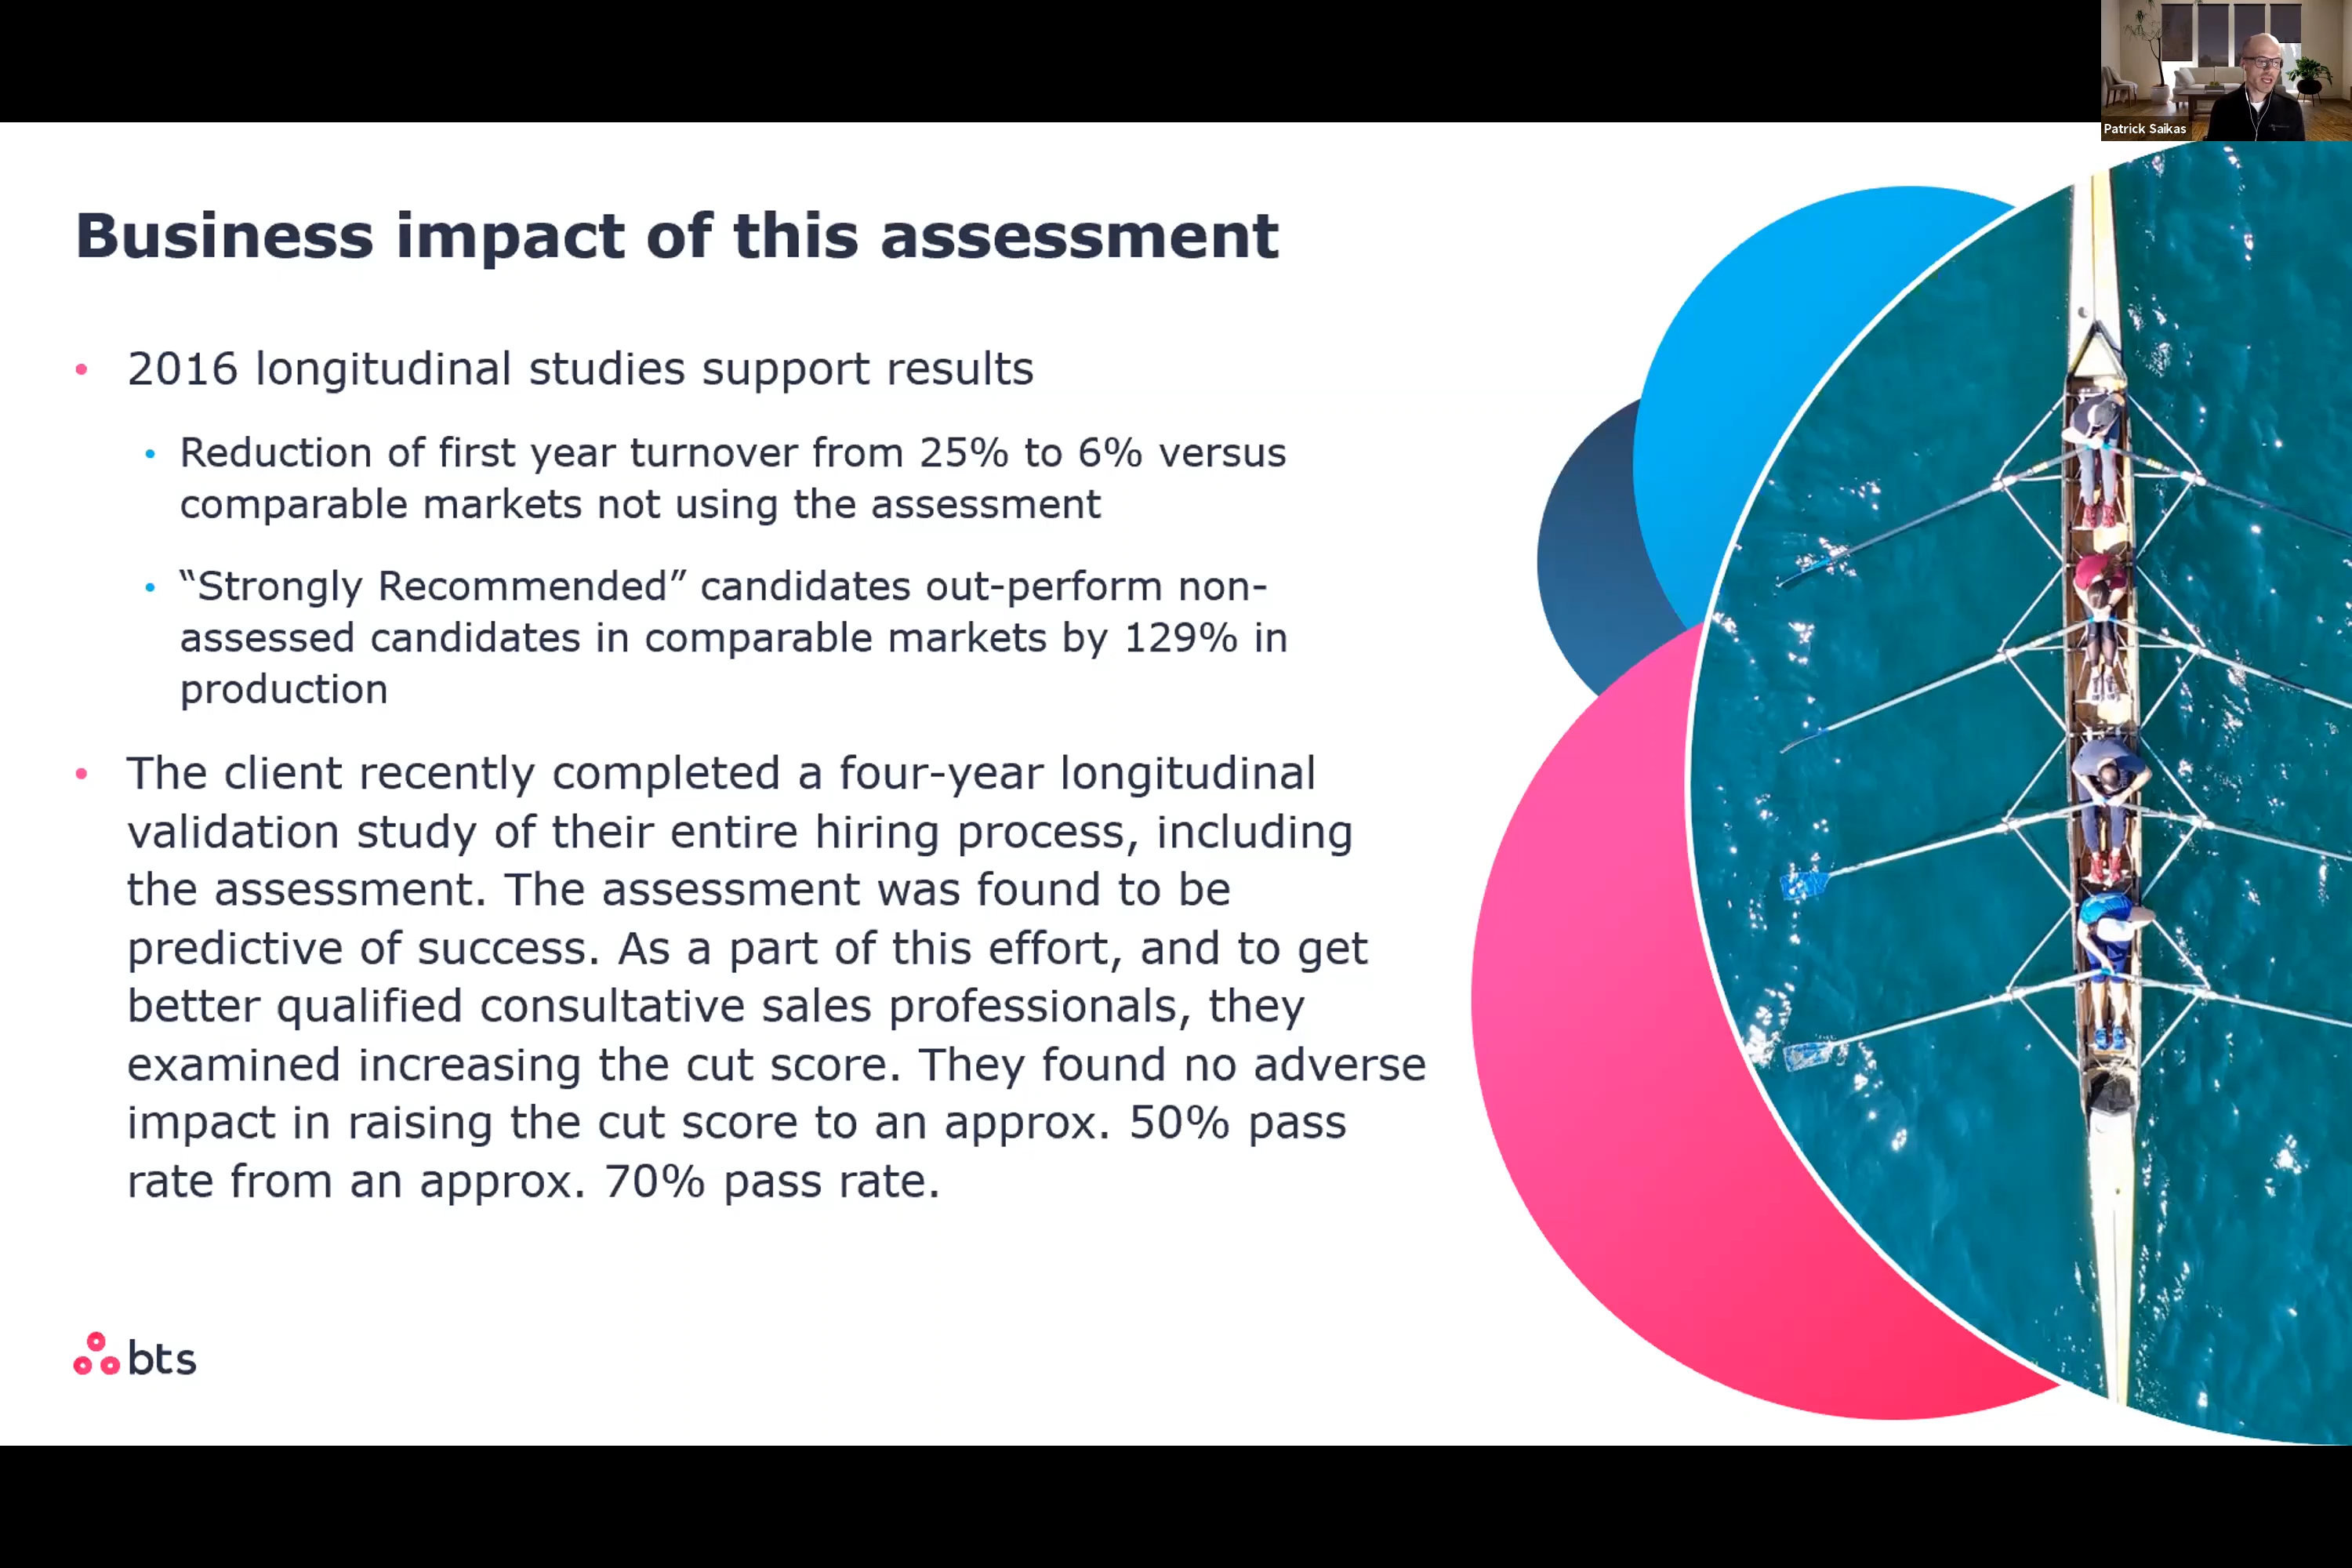 Patrick Saikas
Business impact of this assessment
• 2016 longitudinal studies support results
• Reduction of first year turnover from 25% to 6% versus
comparable markets not using the assessment
• “Strongly Recommended” candidates out-perform non-
assessed candidates in comparable markets by 129% in
production
• The client recently completed a four-year longitudinal
validation study of their entire hiring process, including
the assessment. The assessment was found to be
predictive of success. As a part of this effort, and to get
better qualified consultative sales professionals, they
examined increasing the cut score. They found no adverse
impact in raising the cut score to an approx. 50% pass
rate from an approx. 70% pass rate.
bts